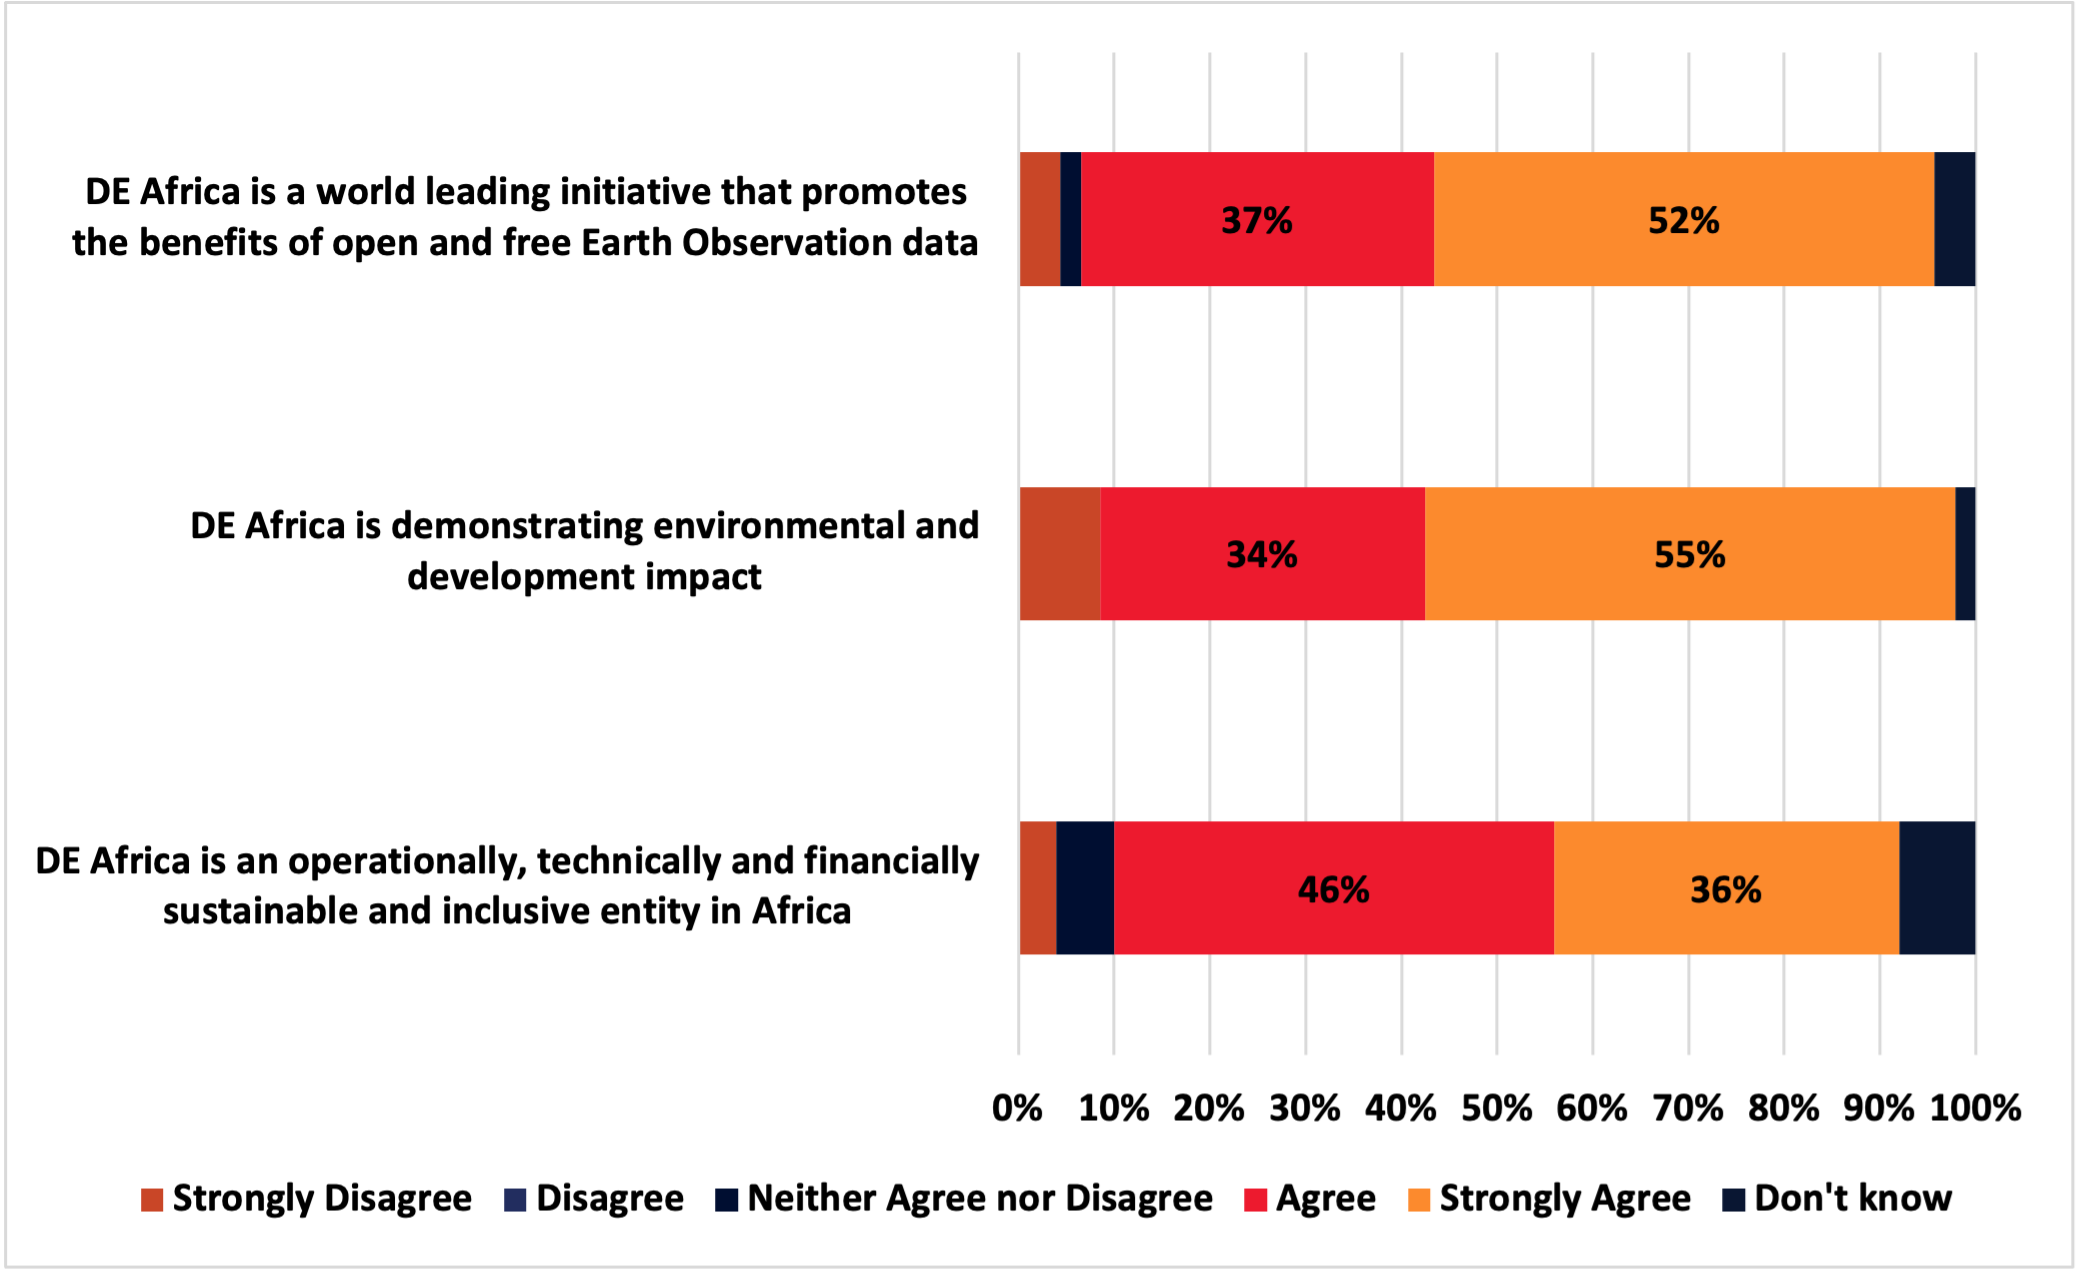 DE Africa is a world leading initiative that promotes
the benefits of open and free Earth Observation data
37%
52%
DE Africa is demonstrating environmental and
development impact
34%
55%
DE Africa is an operationally, technically and financially
sustainable and inclusive entity in Africa
46%
36%
0% 10% 20% 30% 40% 50% 60% 70% 80% 90% 100%
Strongly Disagree Disagree Neither Agree nor Disagree Agree Strongly Agree Don't know